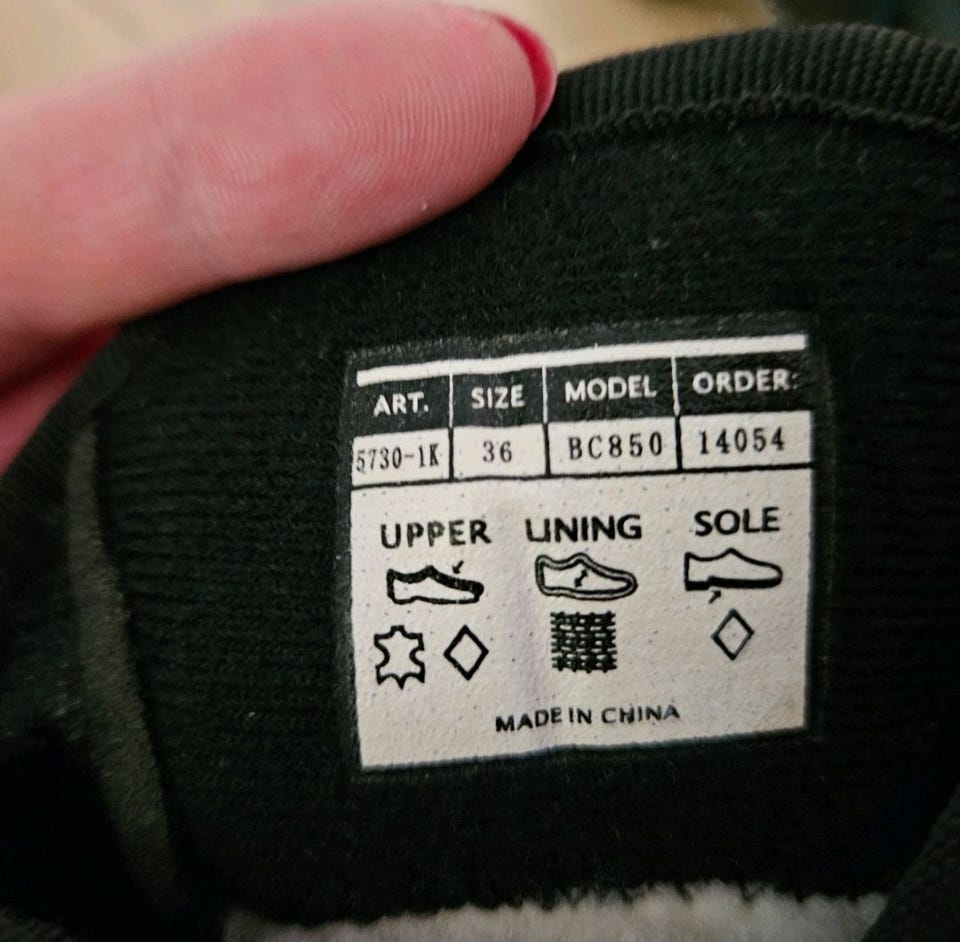 ART. SIZE MODEL ORDER:
5730-1K 36 BC850 14054
UPPER LINING SOLE
MADE IN CHINA